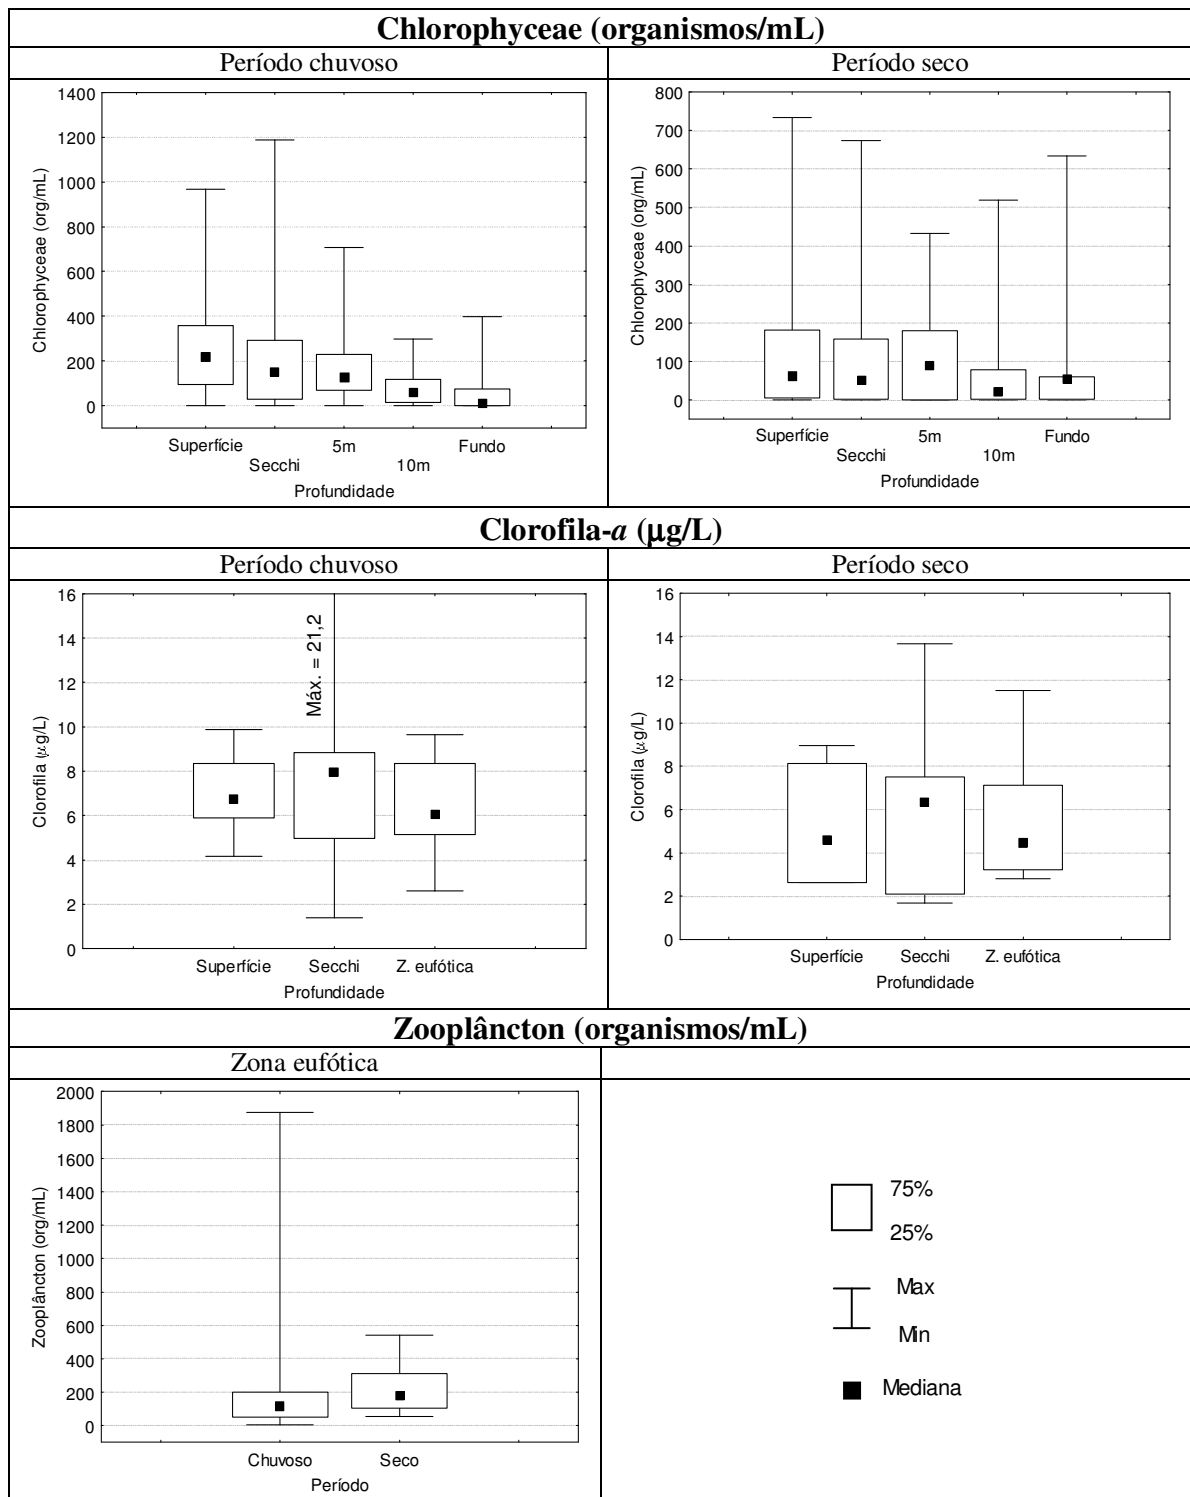 Chlorophyceae (organismos/mL)
Período chuvoso
Período seco
1400
1200
1000
800
600
400
200
0
Chlorophyceae (org/mL)
Superfície
Secchi
5m
10m
Fundo
Profundidade
800
700
600
500
400
300
200
100
0
Chlorophyceae (org/mL)
Superfície
Secchi
5m
10m
Fundo
Profundidade
Clorofila-a (µg/L)
Período chuvoso
Período seco
16
14
12
10
8
6
4
2
0
Clorofila (µg/L)
Máx. = 21,2
Superfície
Secchi
Z. eufótica
Profundidade
16
14
12
10
8
6
4
2
0
Clorofila (µg/L)
Superfície
Secchi
Z. eufótica
Profundidade
Zooplâncton (organismos/mL)
Zona eufótica
2000
1800
1600
1400
1200
1000
800
600
400
200
0
Zooplâncton (org/mL)
Chuvoso
Seco
Período
75%
25%
Max
Min
Mediana